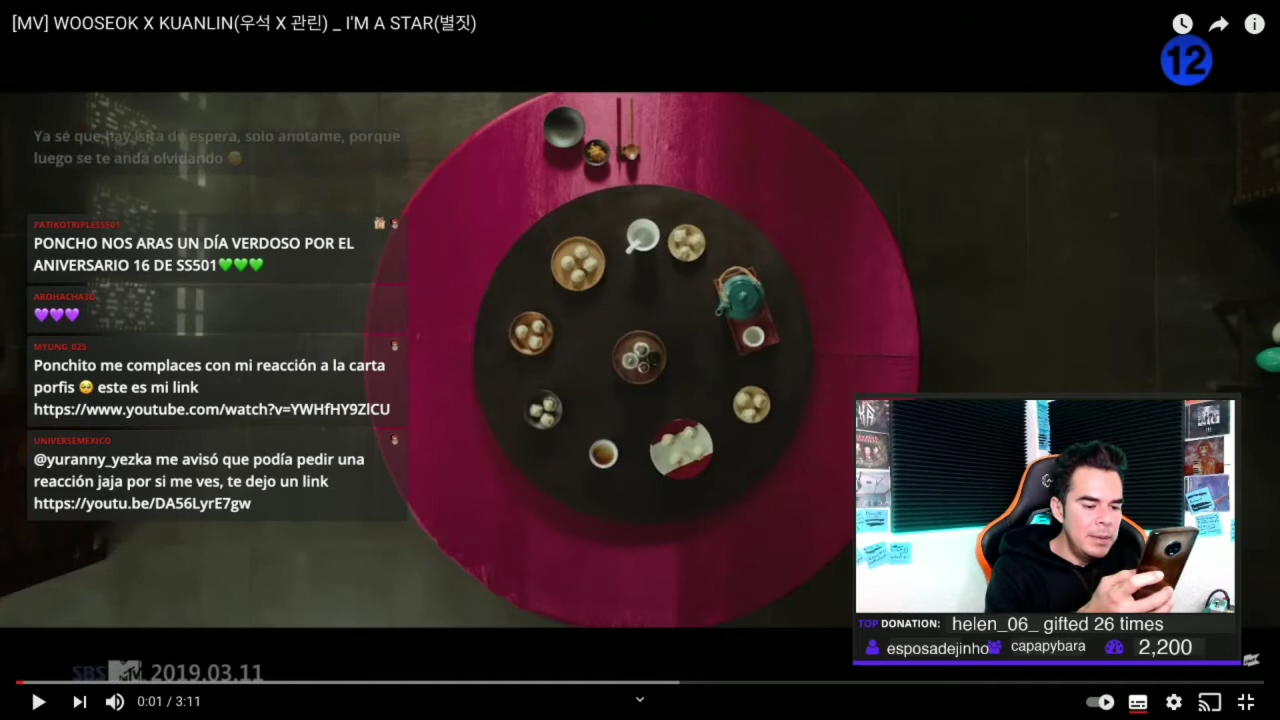 [MV] WOOSEOK X KUANLIN(우석 X 관린) _ I'M A STAR(별짓)
12
Ya sé que hay lsita de espera, solo anotame, porque
luego se te anda olvidando
PATIKOTRIPLES501
PONCHO NOS ARAS UN DÍA VERDOSO POR EL
ANIVERSARIO 16 DE SS501💚💚💚
AROHACHA30
💜💜💜
MYUNG_025
Ponchito me complaces con mi reacción a la carta
porfis 🥺 este es mi link
https://www.youtube.com/watch?v=YWHfHY9ZlCU
UNIVERSEMEXICO
@yuranny_yezka me avisó que podía pedir una
reacción jaja por si me ves, te dejo un link
https://youtu.be/DA56LyrE7gw
TOP DONATION: helen_06_ gifted 26 times
esposadejinho capapybara 2,200
SBS MTV 2019.03.11
0:01 / 3:11